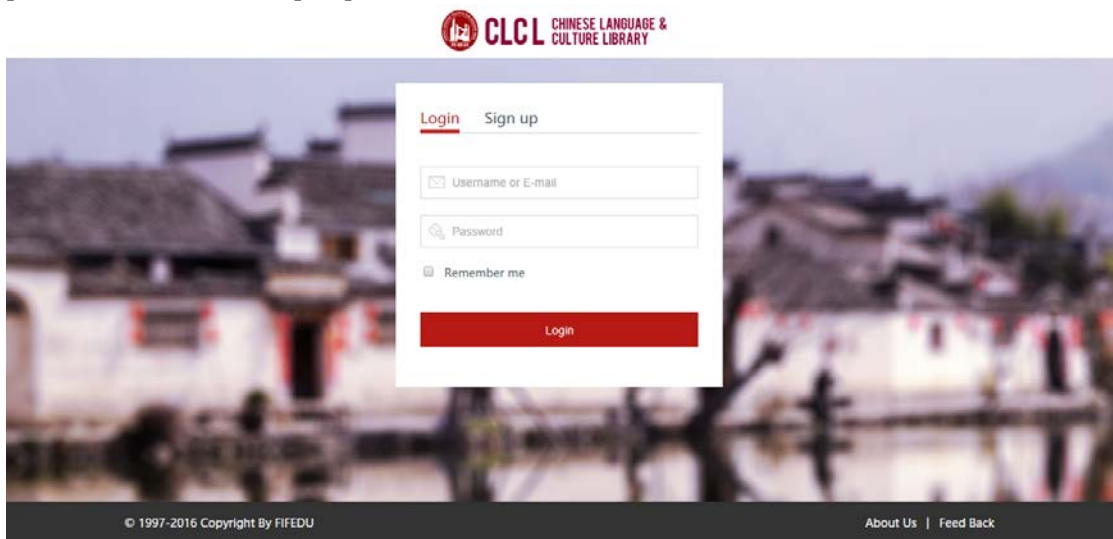 CLCL CHINESE LANGUAGE &
CULTURE LIBRARY
Login Sign up
Username or E-mail
Password
Remember me
Login
© 1997-2016 Copyright By FIFEDU About Us | Feed Back